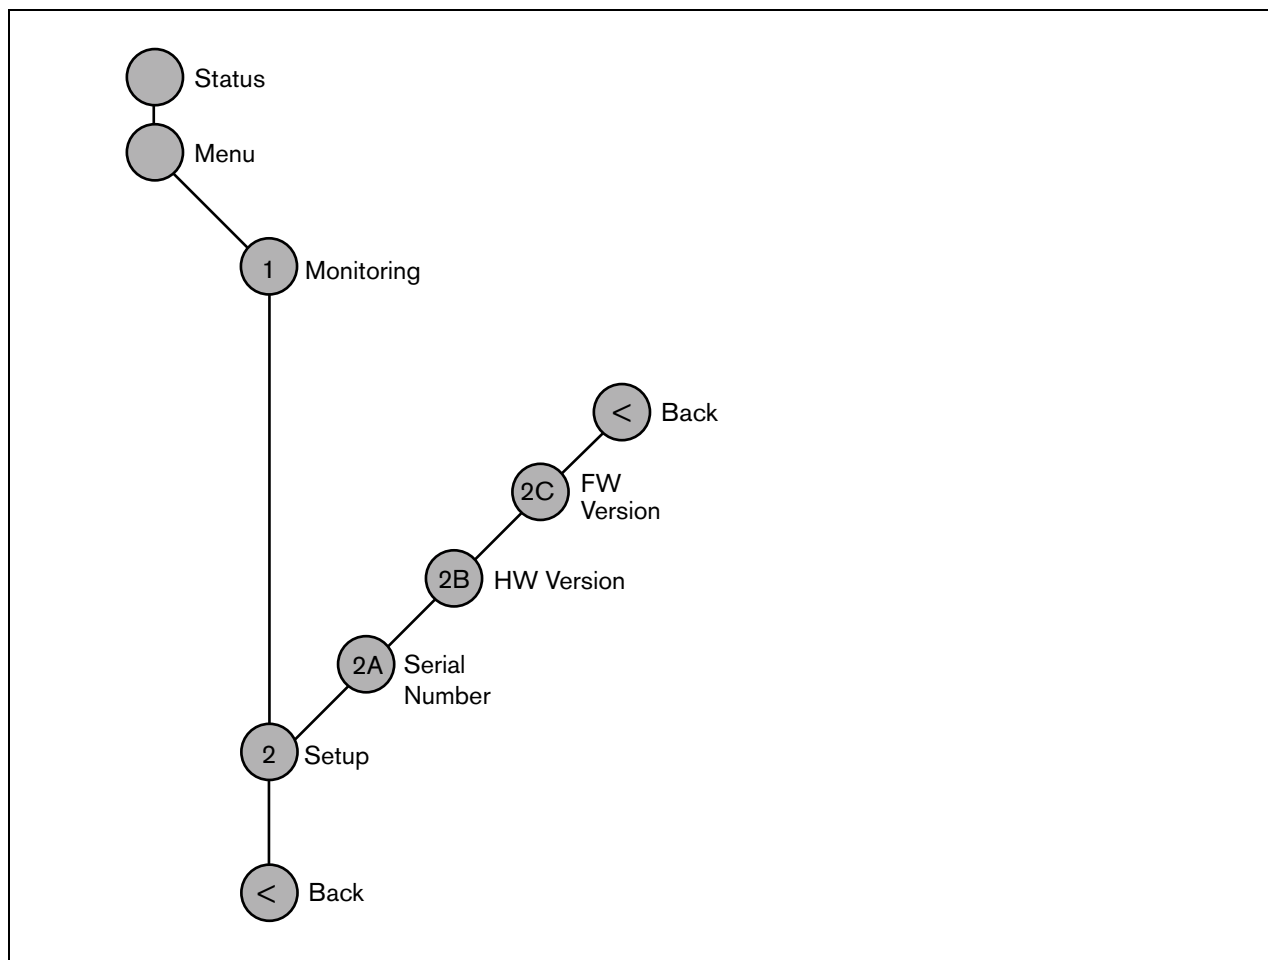 Status
Menu
1 Monitoring
< Back
2C FW
Version
2B HW Version
2A Serial
Number
2 Setup
< Back